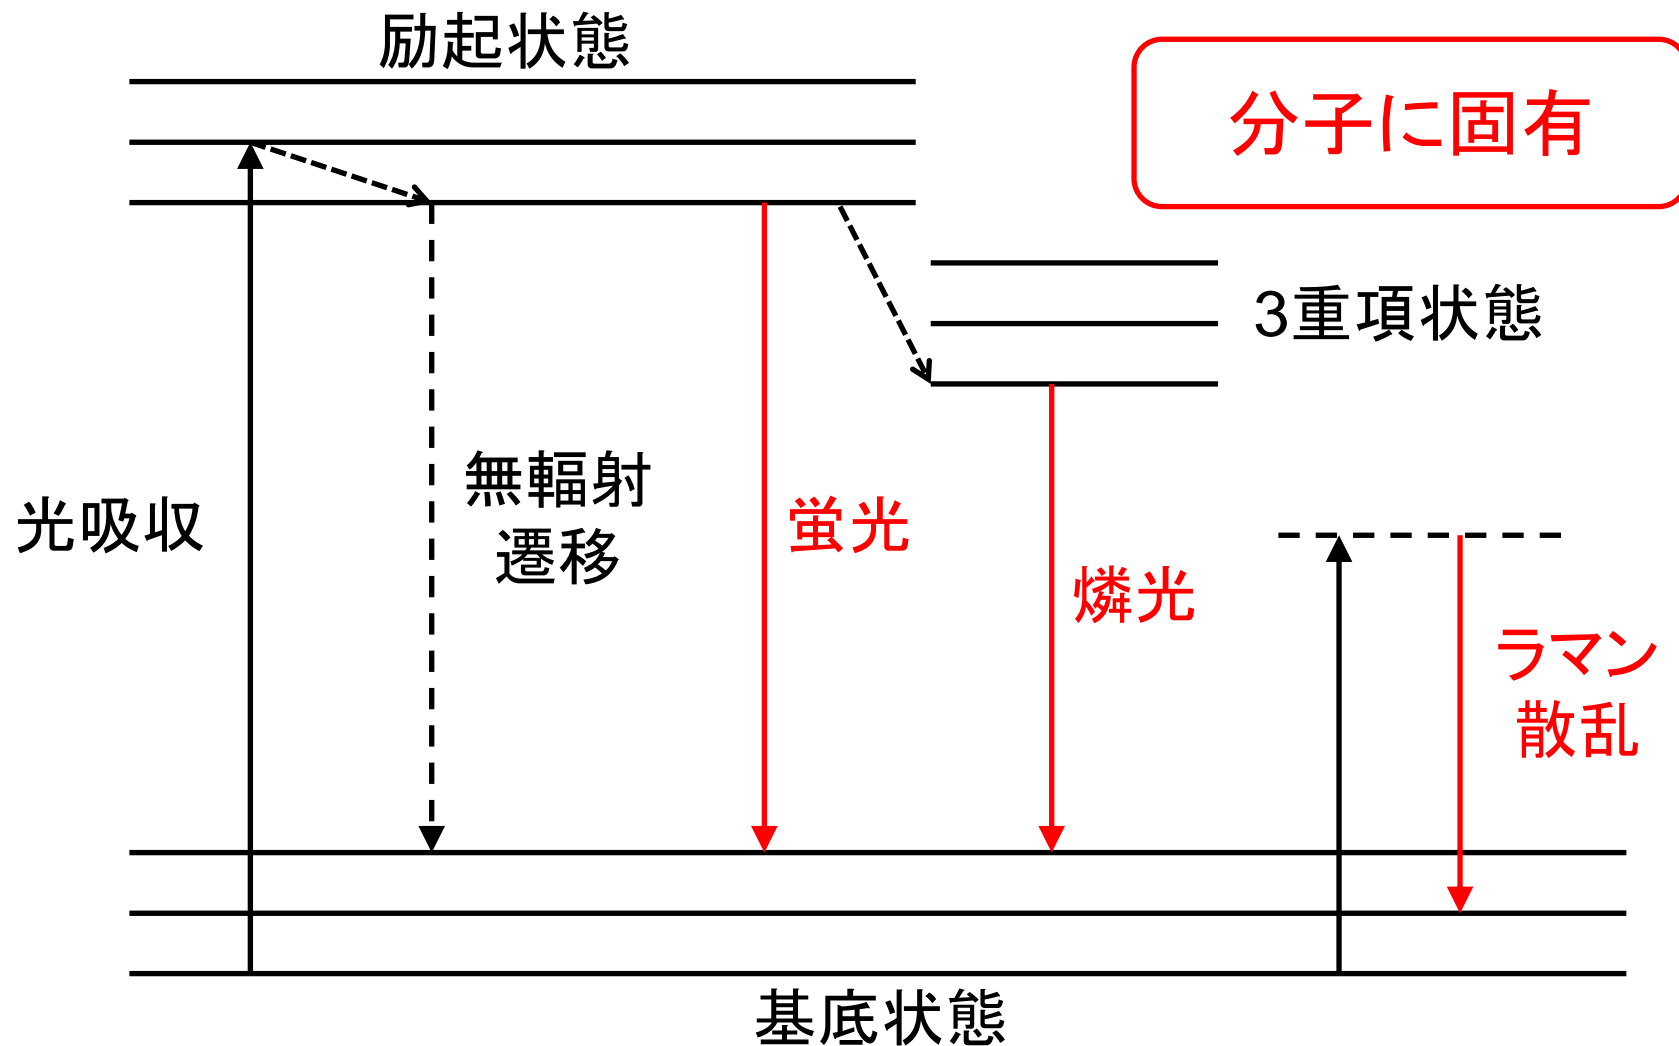 励起状態
分子に固有
3重項状態
無輻射
遷移
光吸収
蛍光
燐光
ラマン
散乱
基底状態